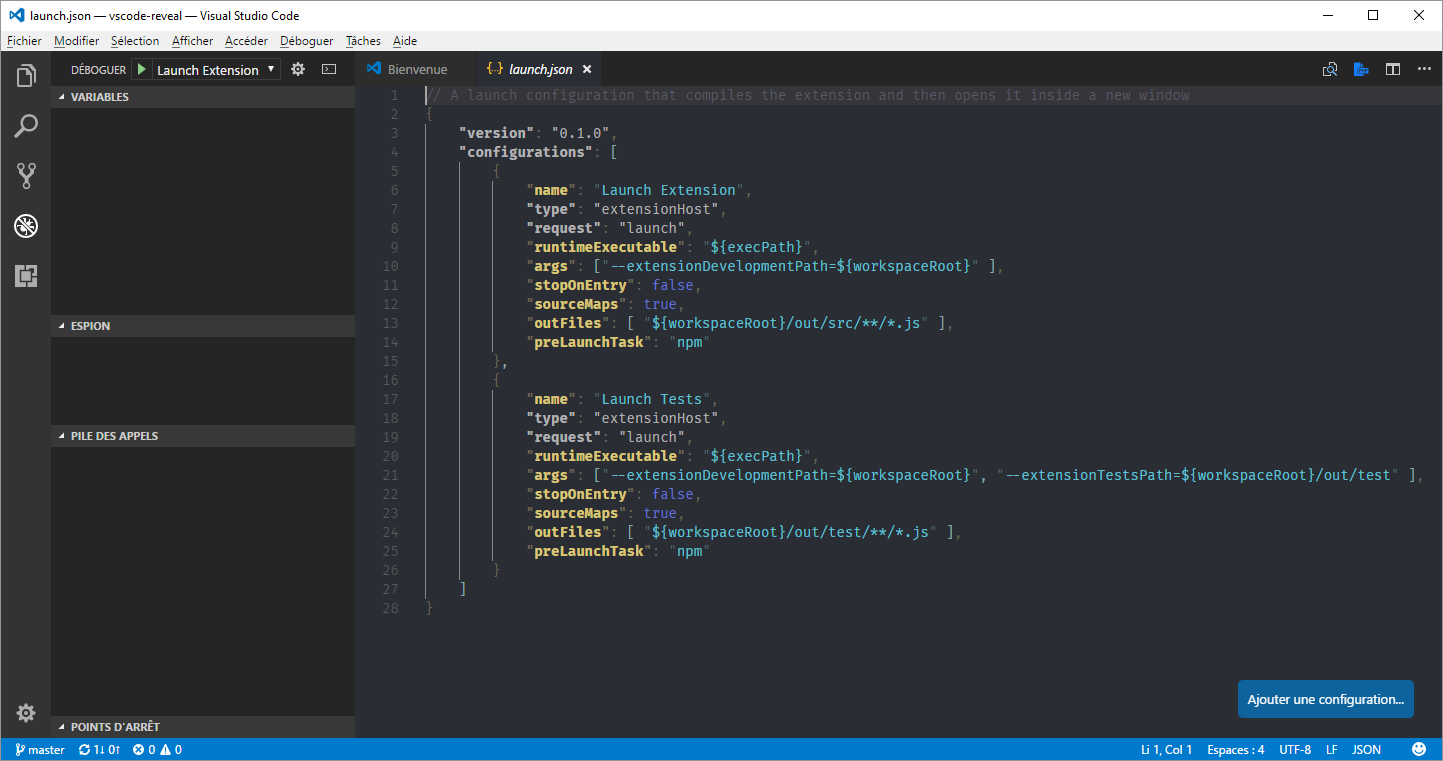 launch.json — vscode-reveal — Visual Studio Code
Fichier Modifier Sélection Afficher Accéder Déboguer Tâches Aide
DÉBOGUER Launch Extension
Bienvenue
{} launch.json
VARIABLES
ESPION
PILE DES APPELS
POINTS D'ARRÊT
1 // A launch configuration that compiles the extension and then opens it inside a new window
2 {
3 "version": "0.1.0",
4 "configurations": [
5 {
6 "name": "Launch Extension",
7 "type": "extensionHost",
8 "request": "launch",
9 "runtimeExecutable": "${execPath}",
10 "args": ["--extensionDevelopmentPath=${workspaceRoot}" ],
11 "stopOnEntry": false,
12 "sourceMaps": true,
13 "outFiles": [ "${workspaceRoot}/out/src/**/*.js" ],
14 "preLaunchTask": "npm"
15 },
16 {
17 "name": "Launch Tests",
18 "type": "extensionHost",
19 "request": "launch",
20 "runtimeExecutable": "${execPath}",
21 "args": ["--extensionDevelopmentPath=${workspaceRoot}", "--extensionTestsPath=${workspaceRoot}/out/test" ],
22 "stopOnEntry": false,
23 "sourceMaps": true,
24 "outFiles": [ "${workspaceRoot}/out/test/**/*.js" ],
25 "preLaunchTask": "npm"
26 }
27 ]
28 }
Ajouter une configuration...
master 1↓ 0↑ 0 0 Li 1, Col 1 Espaces : 4 UTF-8 LF JSON